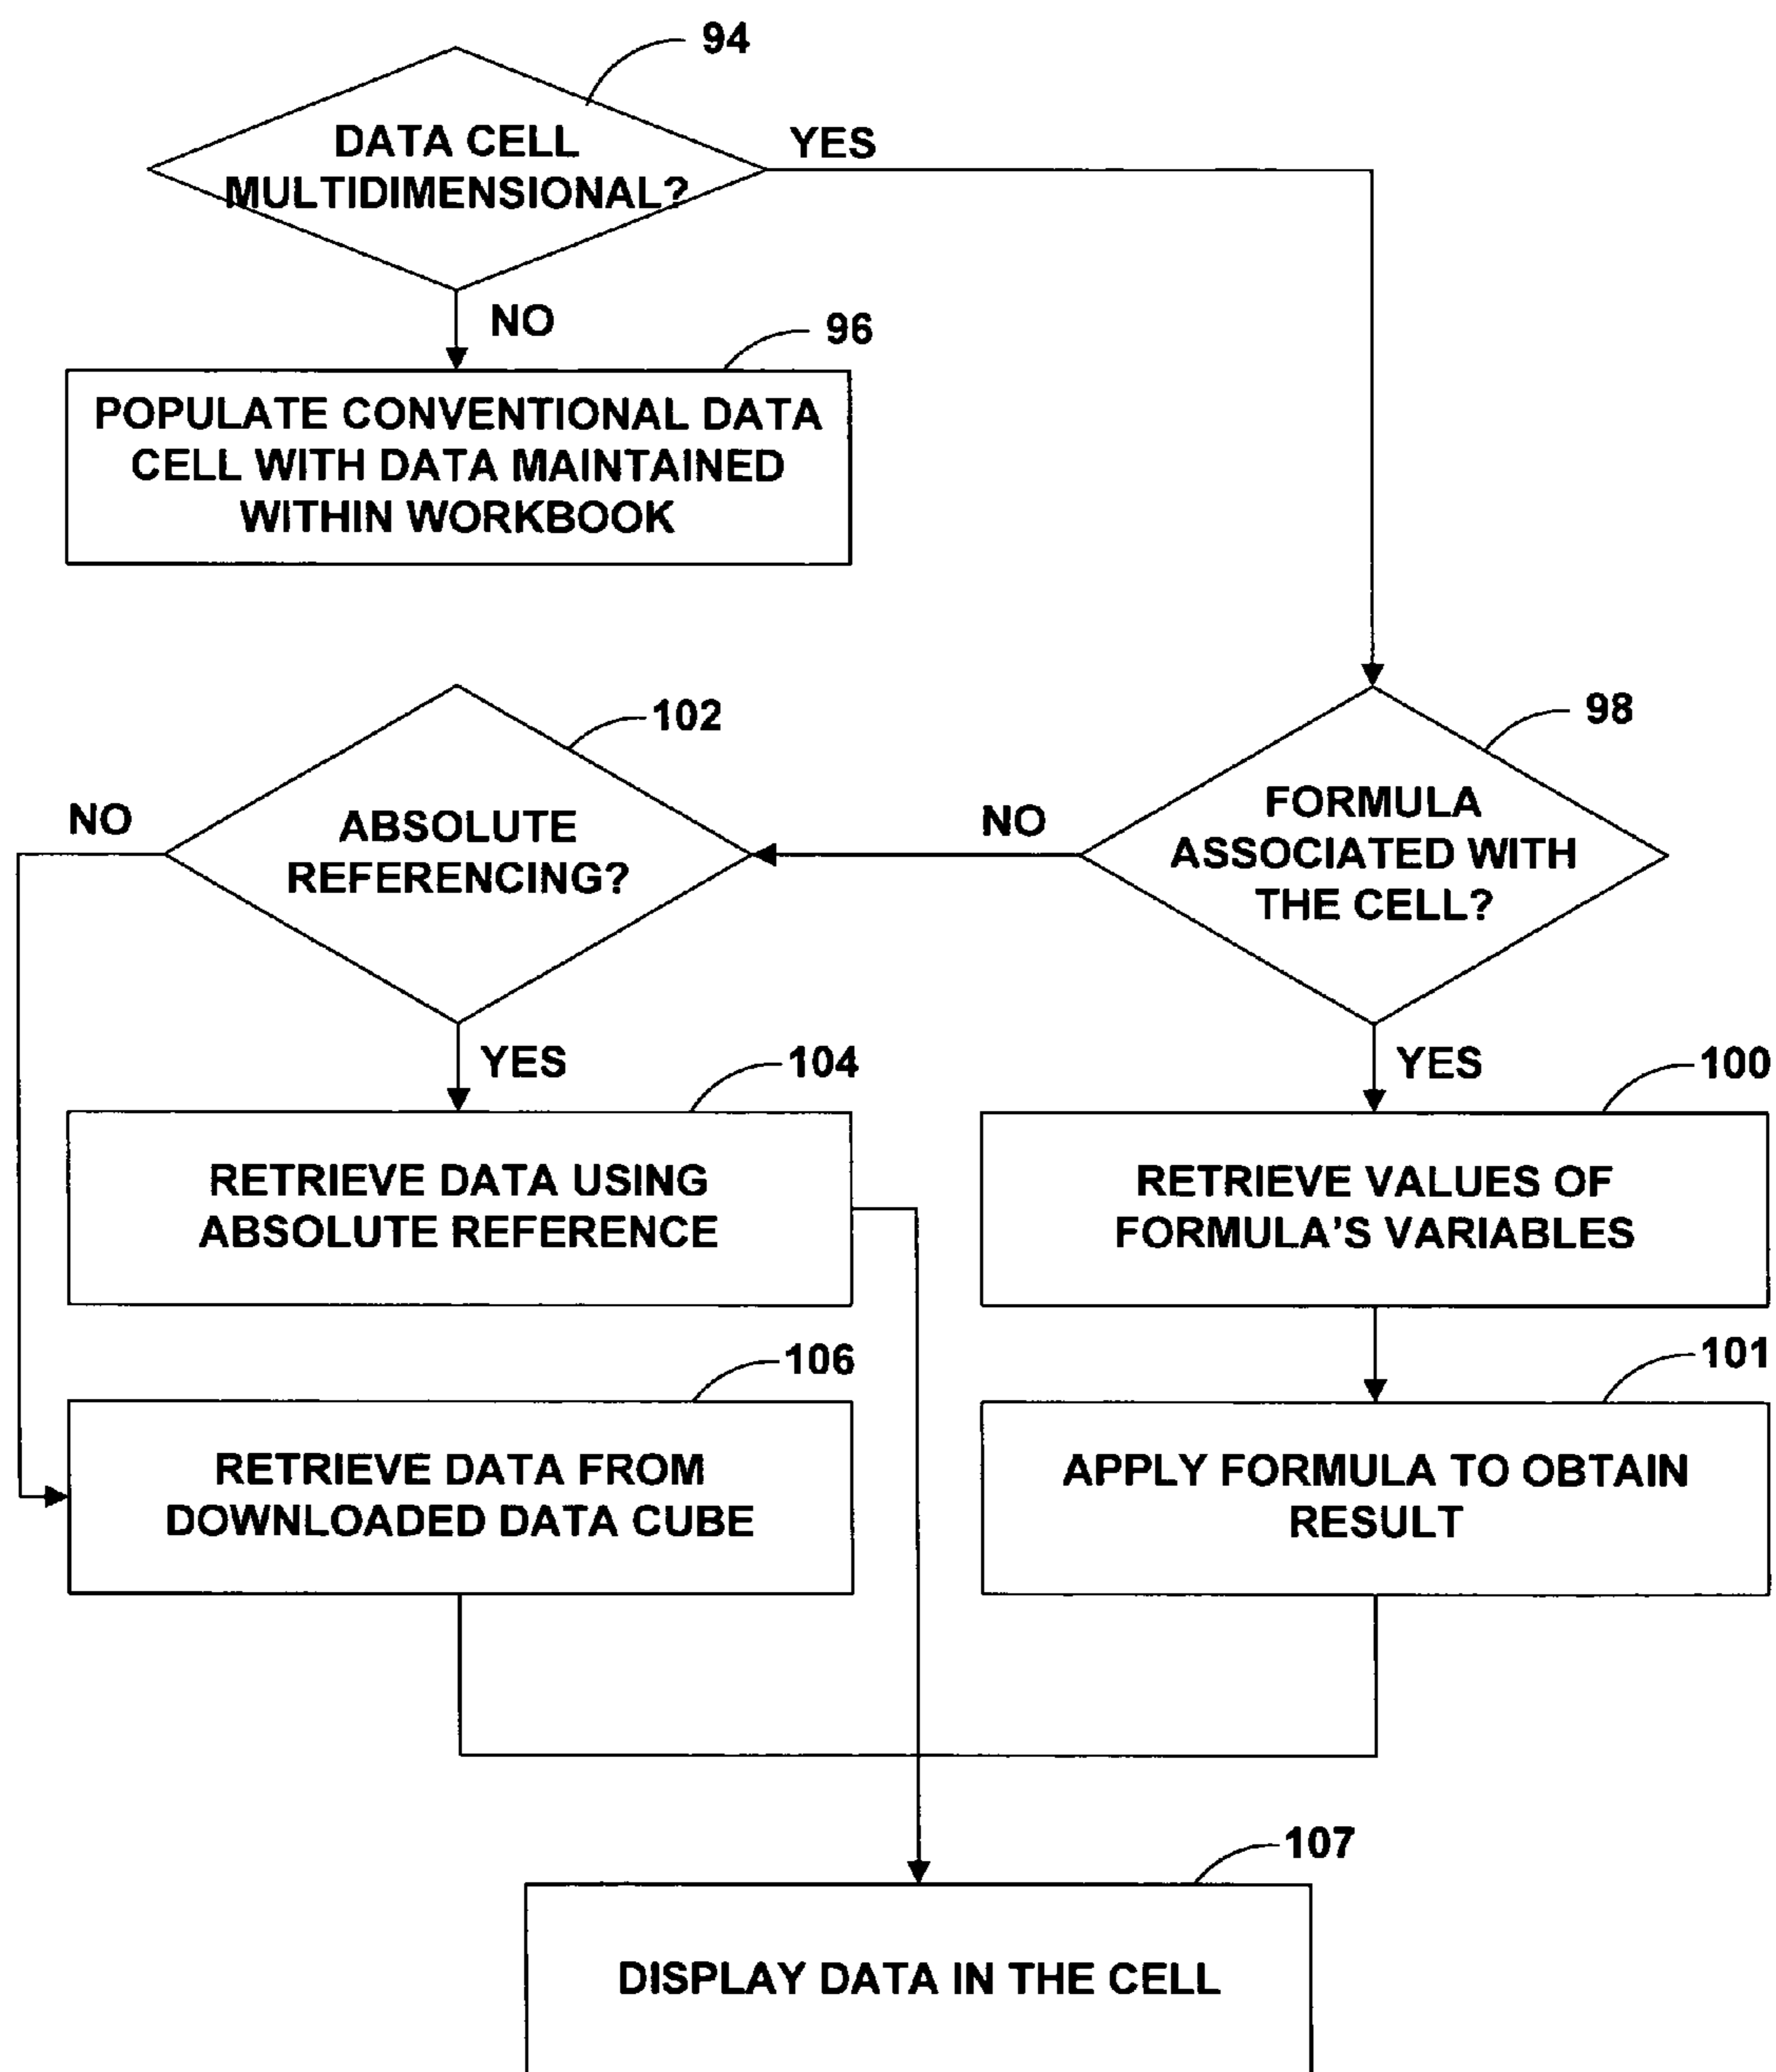 94
DATA CELL
MULTIDIMENSIONAL?
YES
NO
96
POPULATE CONVENTIONAL DATA
CELL WITH DATA MAINTAINED
WITHIN WORKBOOK
102
98
NO
ABSOLUTE
REFERENCING?
NO
FORMULA
ASSOCIATED WITH
THE CELL?
YES
104
YES
100
RETRIEVE DATA USING
ABSOLUTE REFERENCE
RETRIEVE VALUES OF
FORMULA'S VARIABLES
106
101
RETRIEVE DATA FROM
DOWNLOADED DATA CUBE
APPLY FORMULA TO OBTAIN
RESULT
107
DISPLAY DATA IN THE CELL